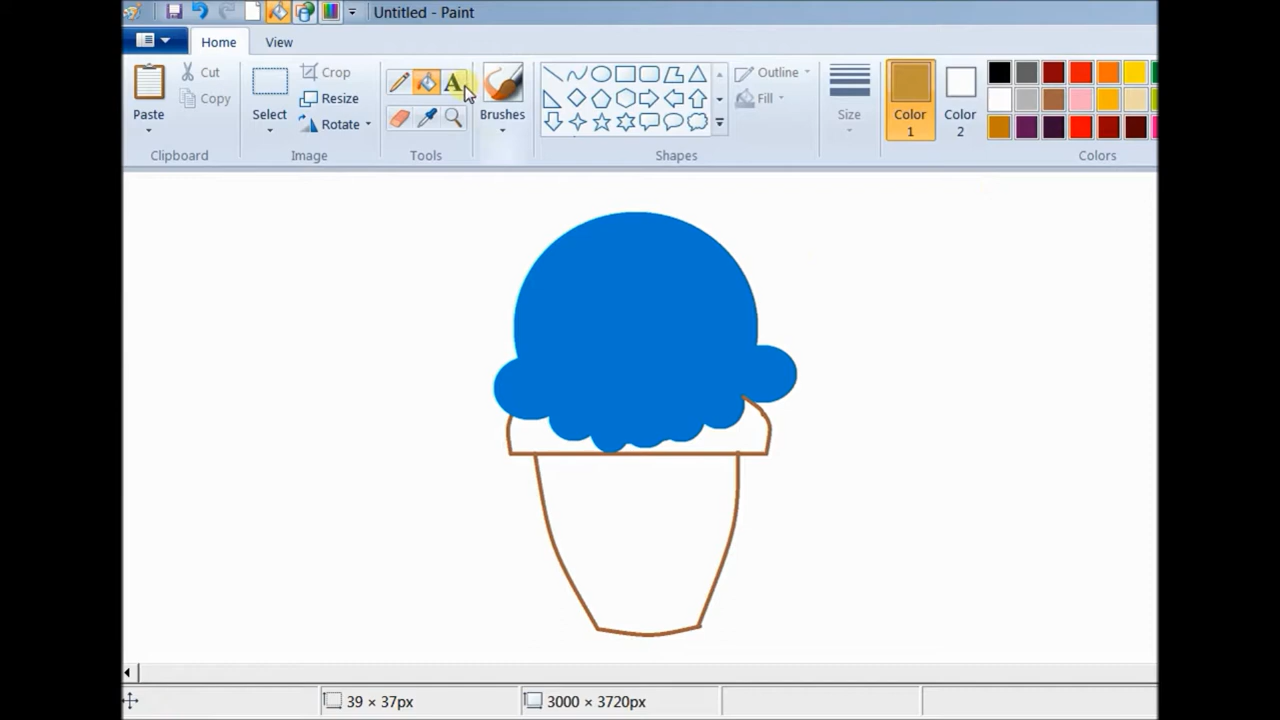 Untitled - Paint
Home View
Paste
Cut
Copy
Clipboard
Select
Crop
Resize
Rotate
Image
A
Tools
Brushes
Shapes
Outline
Fill
Size
Color 1
Color 2
Colors
39 × 37px
3000 × 3720px